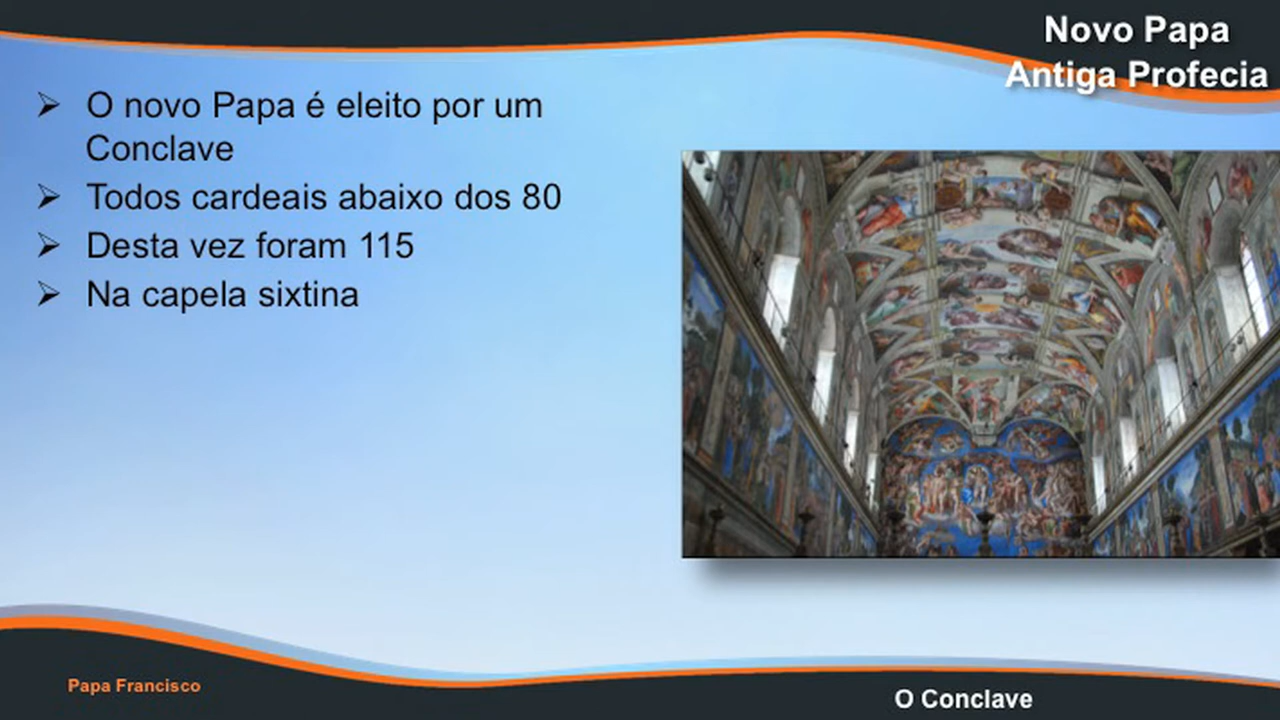 Novo Papa
Antiga Profecia
O novo Papa é eleito por um
Conclave
Todos cardeais abaixo dos 80
Desta vez foram 115
Na capela sixtina
Papa Francisco
O Conclave